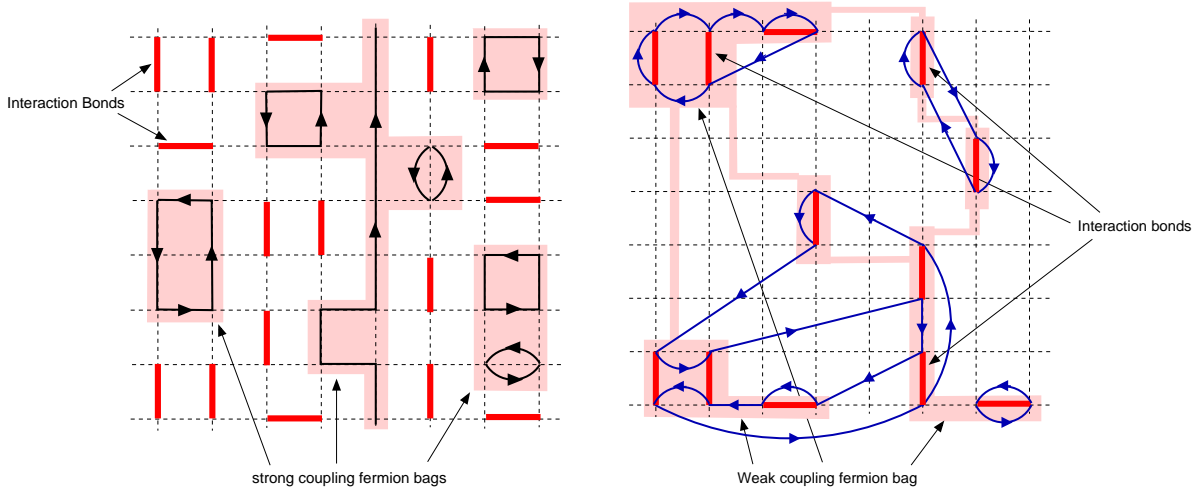 Interaction Bonds
strong coupling fermion bags
Interaction bonds
Weak coupling fermion bag